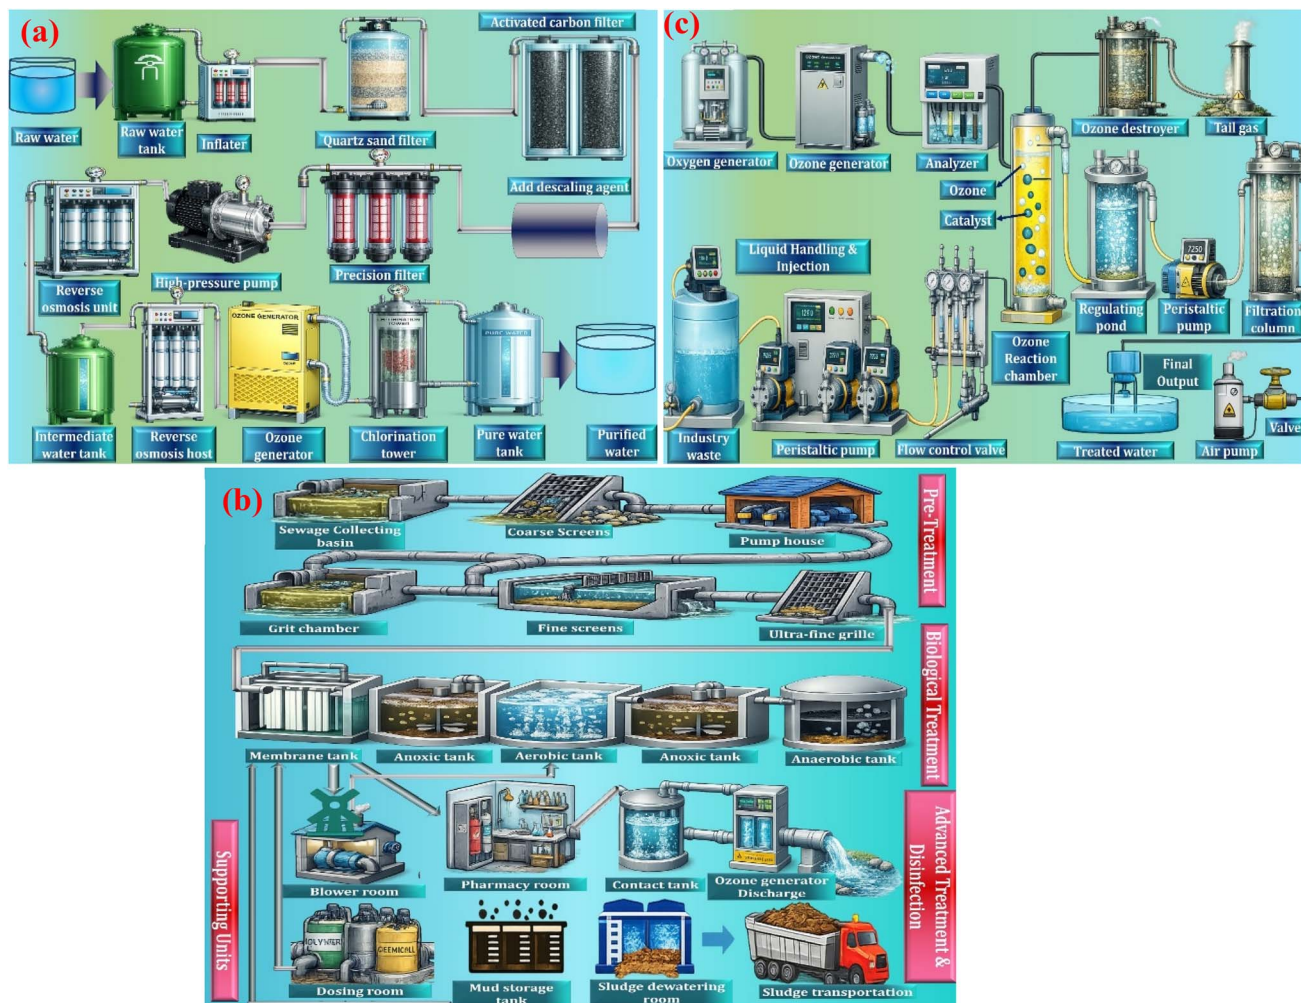 (a)
Activated carbon filter
Raw water
Raw water
tank
Inflater
Quartz sand filter
Add descaling agent
Reverse
osmosis unit
High-pressure pump
Precision filter
OZONE GENERATOR
PURE WATER
Intermediate
water tank
Reverse
osmosis host
Ozone
generator
Chlorination
tower
Pure water
tank
Purified
water
(c)
Oxygen generator
Ozone generator
Analyzer
Ozone destroyer
Tail gas
Ozone
Catalyst
Liquid Handling &
Injection
Regulating
pond
7250
Peristaltic
pump
Filtration
column
Ozone
Reaction
chamber
Final
Output
Industry
waste
Peristaltic pump
Flow control valve
Treated water
Air pump
Valve
(b)
Sewage Collecting
basin
Coarse Screens
Pump house
Pre-Treatment
Grit chamber
Fine screens
Ultra-fine grille
Biological Treatment
Membrane tank
Anoxic tank
Aerobic tank
Anoxic tank
Anaerobic tank
Supporting Units
Blower room
Pharmacy room
Contact tank
Ozone generator
Discharge
Advanced Treatment &
Disinfection
Dosing room
Mud storage
tank
Sludge dewatering
room
Sludge transportation